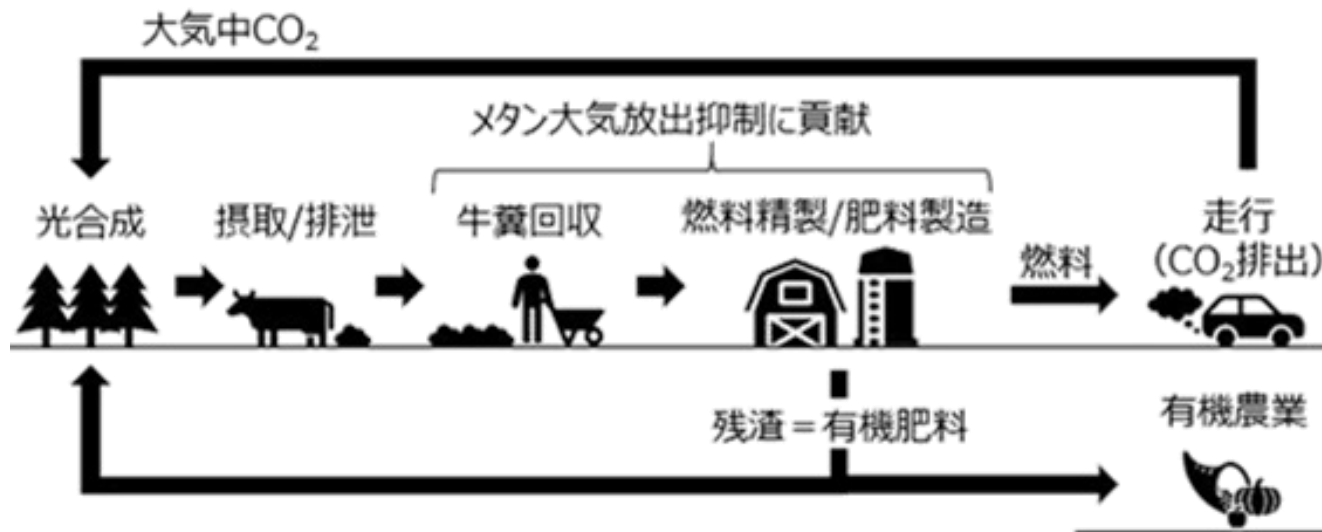 大気中CO₂
メタン大気放出抑制に貢献
光合成
摂取/排泄
牛糞回収
燃料精製/肥料製造
燃料
走行
（CO₂排出）
残渣＝有機肥料
有機農業